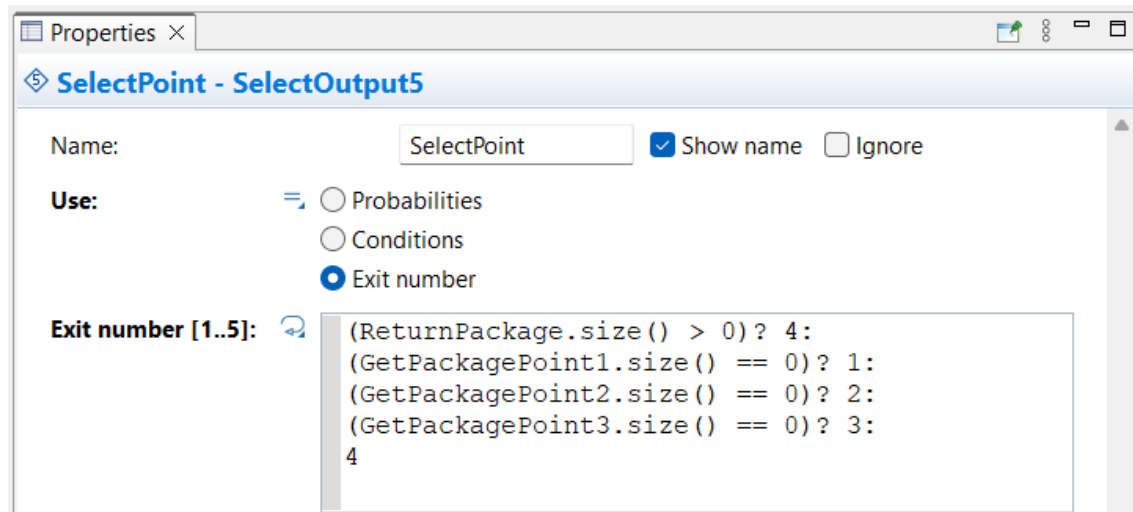 Properties
SelectPoint - SelectOutput5
Name: SelectPoint Show name Ignore
Use: Probabilities
Conditions
Exit number
Exit number [1..5]: (ReturnPackage.size() > 0)? 4:
(GetPackagePoint1.size() == 0)? 1:
(GetPackagePoint2.size() == 0)? 2:
(GetPackagePoint3.size() == 0)? 3:
4